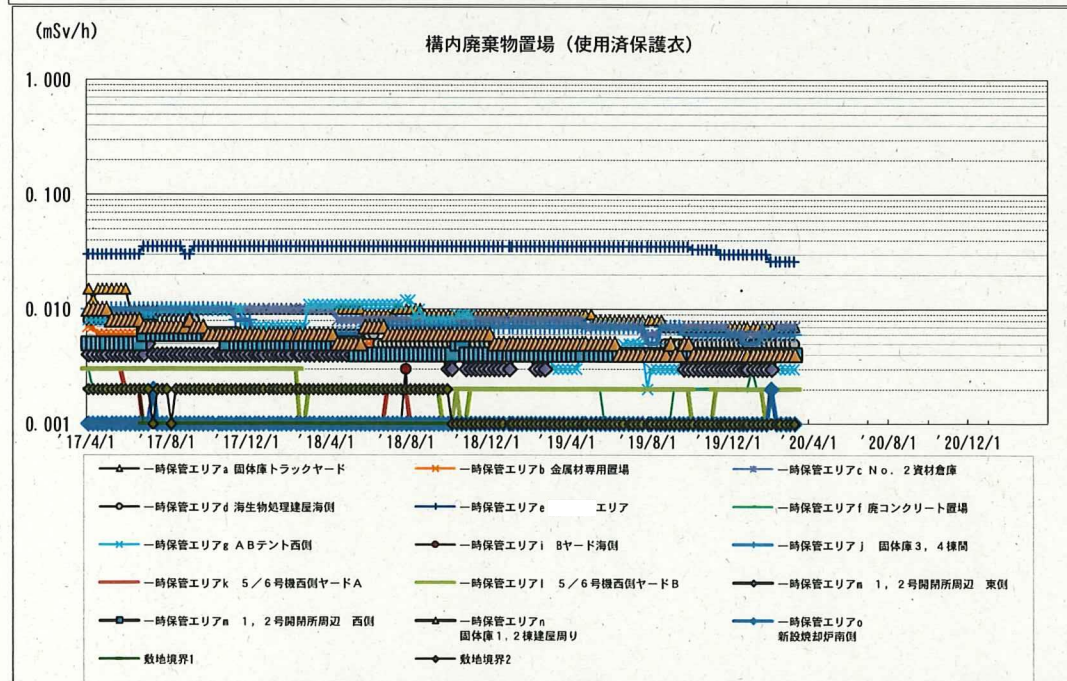 (mSv/h)
構内廃棄物置場（使用済保護衣）
1.000
0.100
0.010
0.001
'17/4/1 '17/8/1 '17/12/1 '18/4/1 '18/8/1 '18/12/1 '19/4/1 '19/8/1 '19/12/1 '20/4/1 '20/8/1 '20/12/1
一時保管エリアa 固体庫トラックヤード
一時保管エリアb 金属材専用置場
一時保管エリアc No．2資材倉庫
一時保管エリアd 海生物処理建屋海側
一時保管エリアe エリア
一時保管エリアf 廃コンクリート置場
一時保管エリアg ABテント西側
一時保管エリアi Bヤード海側
一時保管エリアj 固体庫3，4棟間
一時保管エリアk 5／6号機西側ヤードA
一時保管エリアl 5／6号機西側ヤードB
一時保管エリアm 1，2号開閉所周辺 東側
一時保管エリアm 1，2号開閉所周辺 西側
一時保管エリアn
固体庫1,2棟建屋周り
一時保管エリアo
新設焼却炉南側
敷地境界1
敷地境界2